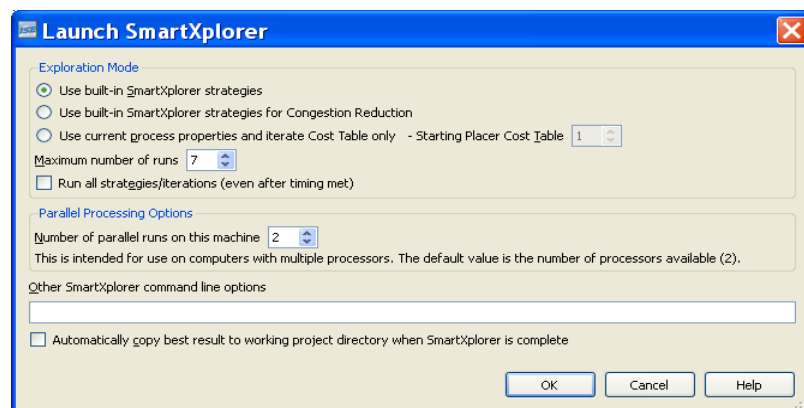 ISE Launch SmartXplorer
Exploration Mode
Use built-in SmartXplorer strategies
Use built-in SmartXplorer strategies for Congestion Reduction
Use current process properties and iterate Cost Table only - Starting Placer Cost Table 1
Maximum number of runs 7
Run all strategies/iterations (even after timing met)
Parallel Processing Options
Number of parallel runs on this machine 2
This is intended for use on computers with multiple processors. The default value is the number of processors available (2).
Other SmartXplorer command line options
Automatically copy best result to working project directory when SmartXplorer is complete
OK Cancel Help